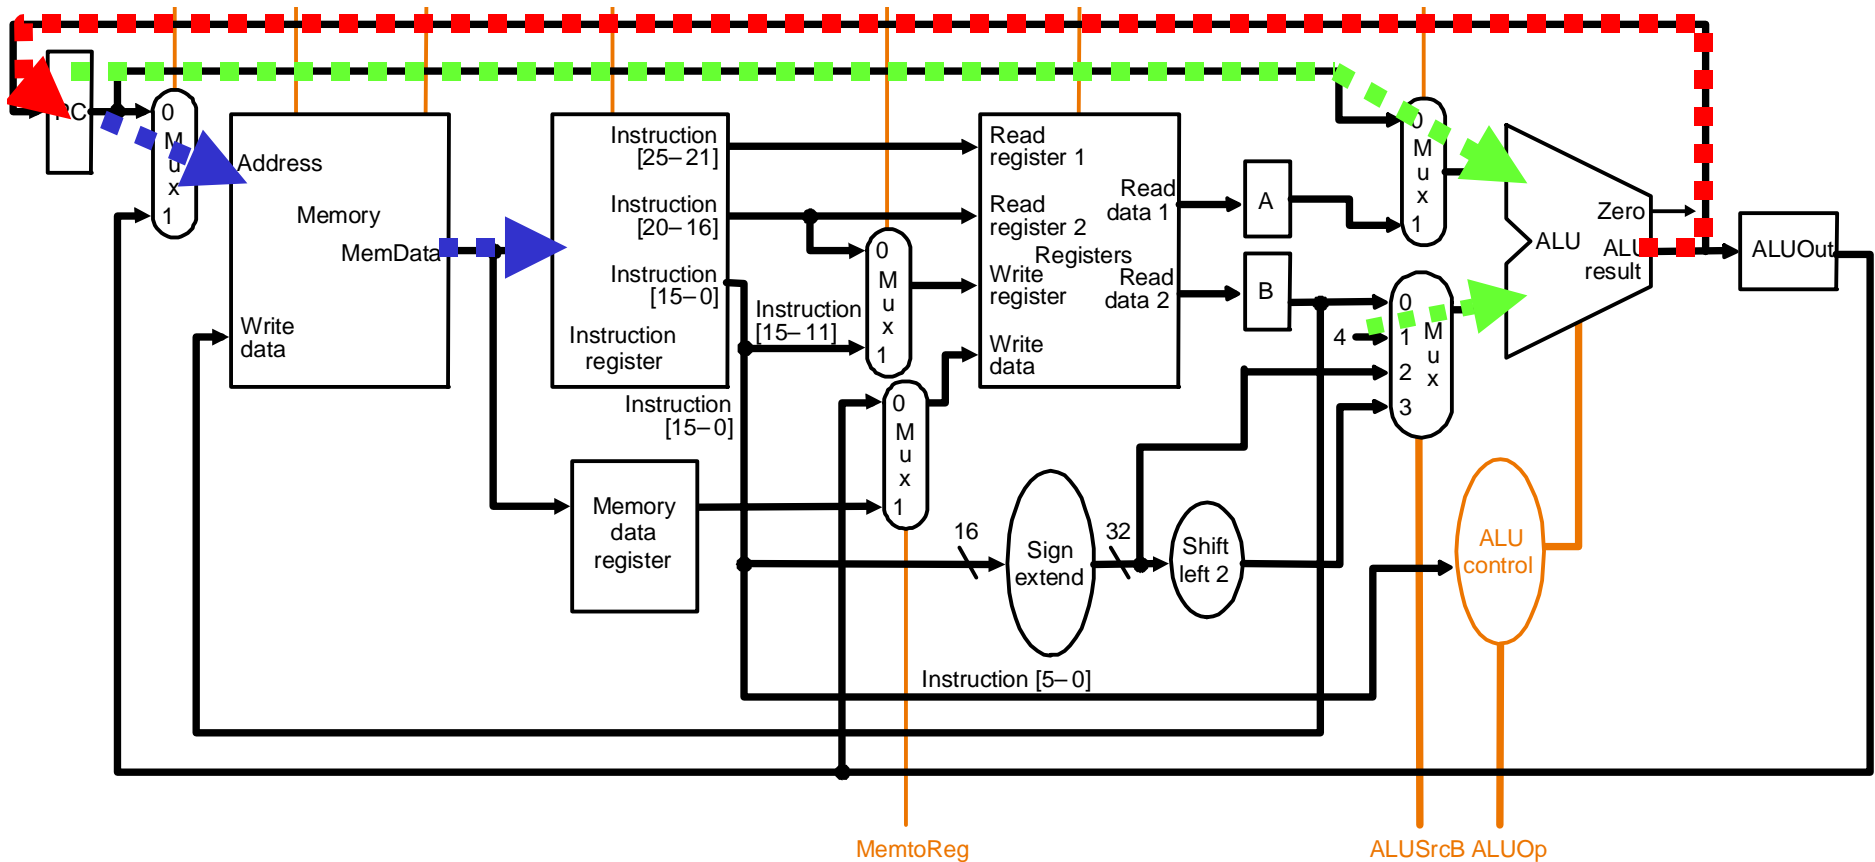 PC
0
M
u
x
1
Address
Memory
MemData
Write
data
Instruction
[25–21]
Instruction
[20–16]
Instruction
[15–0]
Instruction
register
Instruction
[15–11]
Instruction
[15–0]
Memory
data
register
0
M
u
x
1
0
M
u
x
1
Read
register 1
Read
register 2
Registers
Write
register
Write
data
Read
data 1
Read
data 2
16
Sign
extend
32
Shift
left 2
A
B
4
0
M
u
x
1
0
1
2
3
M
u
x
Zero
ALU
ALU
result
ALUOut
ALU
control
Instruction [5–0]
MemtoReg
ALUSrcB ALUOp